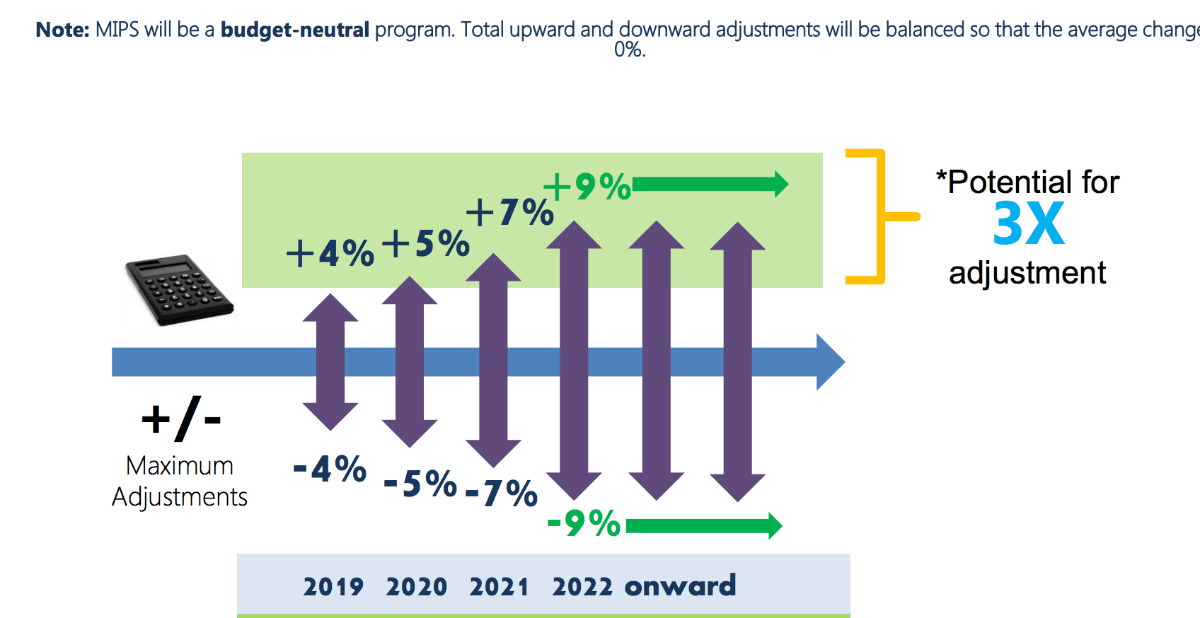 Note: MIPS will be a budget-neutral program. Total upward and downward adjustments will be balanced so that the average change
0%.
+9%
+7%
+4% +5%
*Potential for
3X
adjustment
+/-
Maximum
Adjustments
-4% -5% -7%
-9%
2019 2020 2021 2022 onward